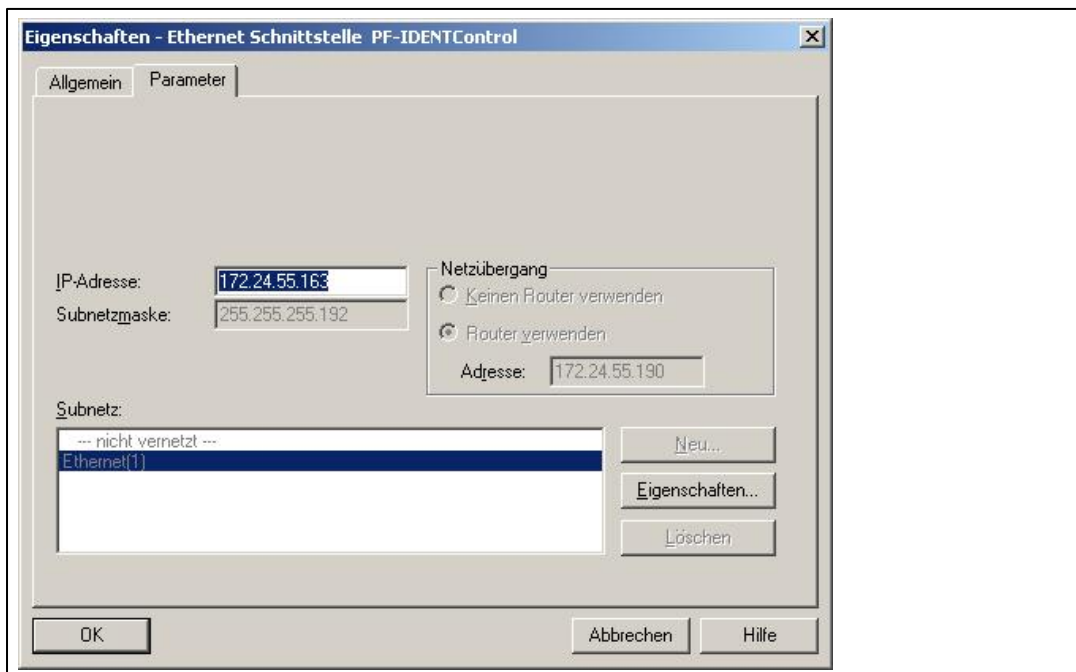 Eigenschaften - Ethernet Schnittstelle PF-IDENTControl
Allgemein
Parameter
IP-Adresse:
172.24.55.163
Subnetzmaske:
255.255.255.192
Netzübergang
Keinen Router verwenden
Router verwenden
Adresse:
172.24.55.190
Subnetz:
--- nicht vernetzt ---
Ethernet(1)
Neu...
Eigenschaften...
Löschen
OK
Abbrechen
Hilfe